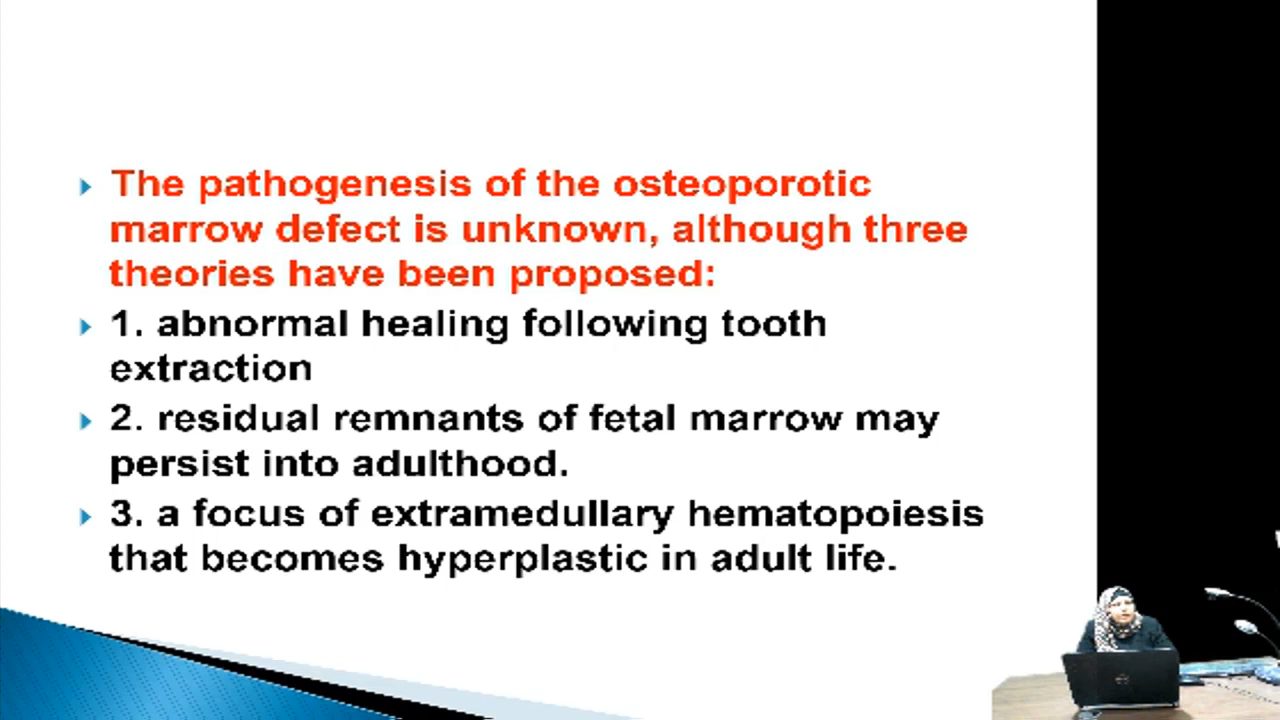 The pathogenesis of the osteoporotic
marrow defect is unknown, although three
theories have been proposed:
1. abnormal healing following tooth
extraction
2. residual remnants of fetal marrow may
persist into adulthood.
3. a focus of extramedullary hematopoiesis
that becomes hyperplastic in adult life.